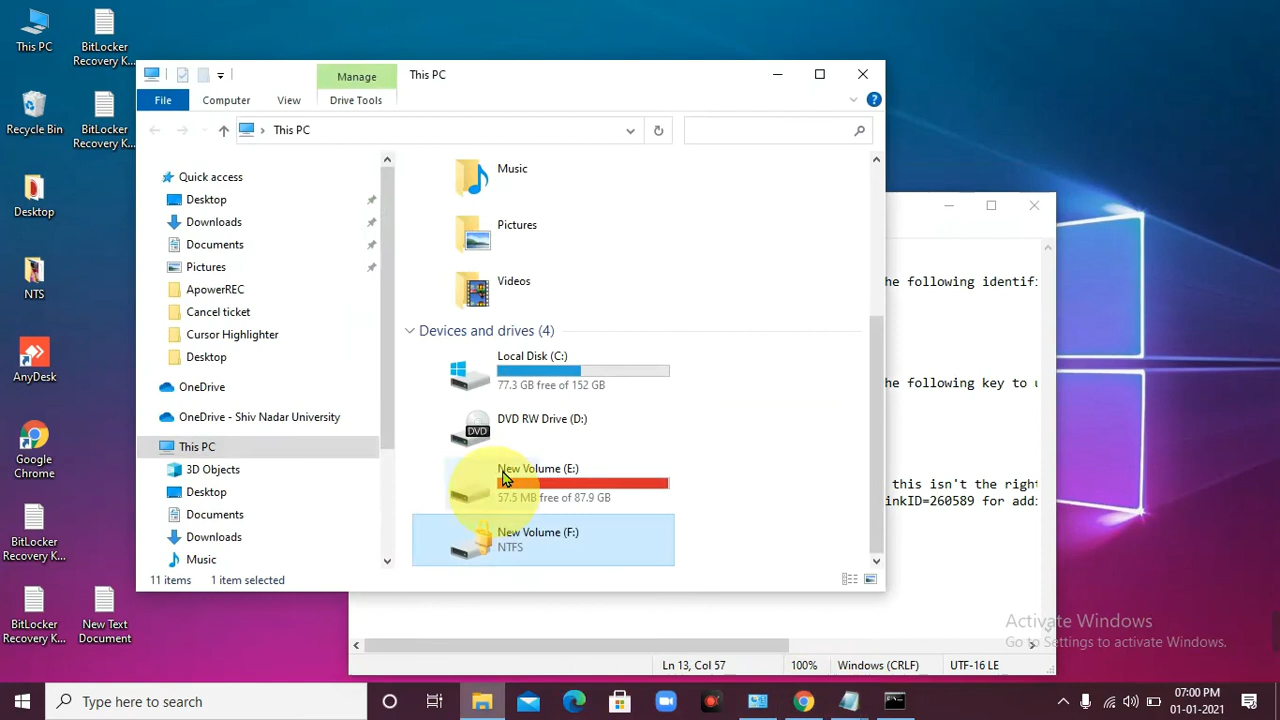 This PC
BitLocker
Recovery K...
Recycle Bin
BitLocker
Recovery K...
Desktop
NTS
AnyDesk
Google
Chrome
BitLocker
Recovery K...
BitLocker
Recovery K...
New Text
Document
Manage
This PC
File
Computer
View
Drive Tools
?
This PC
Quick access
Desktop
Downloads
Documents
Pictures
ApowerREC
Cancel ticket
Cursor Highlighter
Desktop
OneDrive
OneDrive - Shiv Nadar University
This PC
3D Objects
Desktop
Documents
Downloads
Music
Music
Pictures
Videos
Devices and drives (4)
Local Disk (C:)
77.3 GB free of 152 GB
DVD
DVD RW Drive (D:)
New Volume (E:)
57.5 MB free of 87.9 GB
New Volume (F:)
NTFS
11 items
1 item selected
he following identifi
he following key to u
this isn't the right
inkID=260589 for addi
Ln 13, Col 57
100%
Windows (CRLF)
UTF-16 LE
Activate Windows
Go to Settings to activate Windows.
Type here to search
07:00 PM
01-01-2021